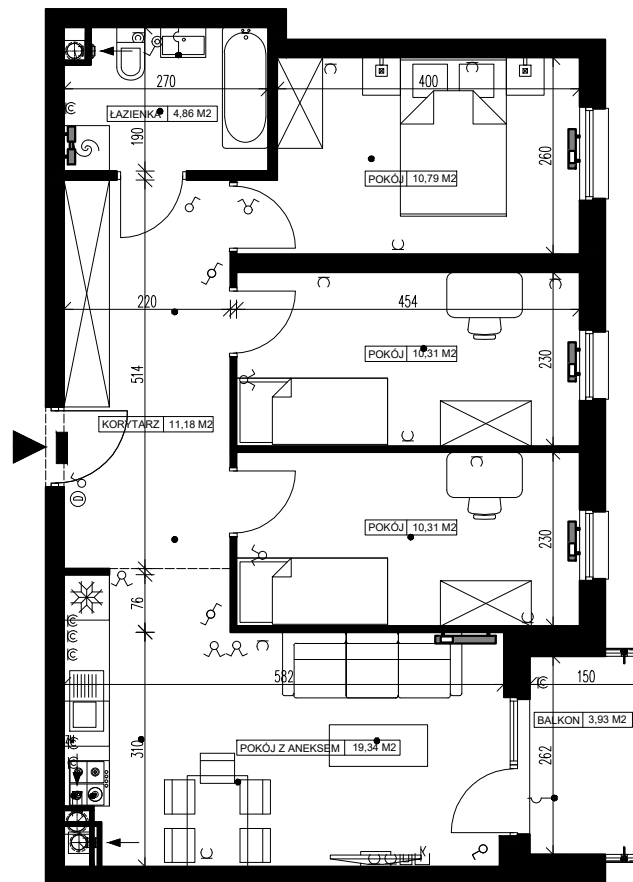 270
400
ŁAZIENKA 4,86 M2
190
POKÓJ 10,79 M2
260
220
454
POKÓJ 10,31 M2
230
514
KORYTARZ 11,18 M2
POKÓJ 10,31 M2
230
76
582
150
BALKON 3,93 M2
POKÓJ Z ANEKSEM 19,34 M2
310
262